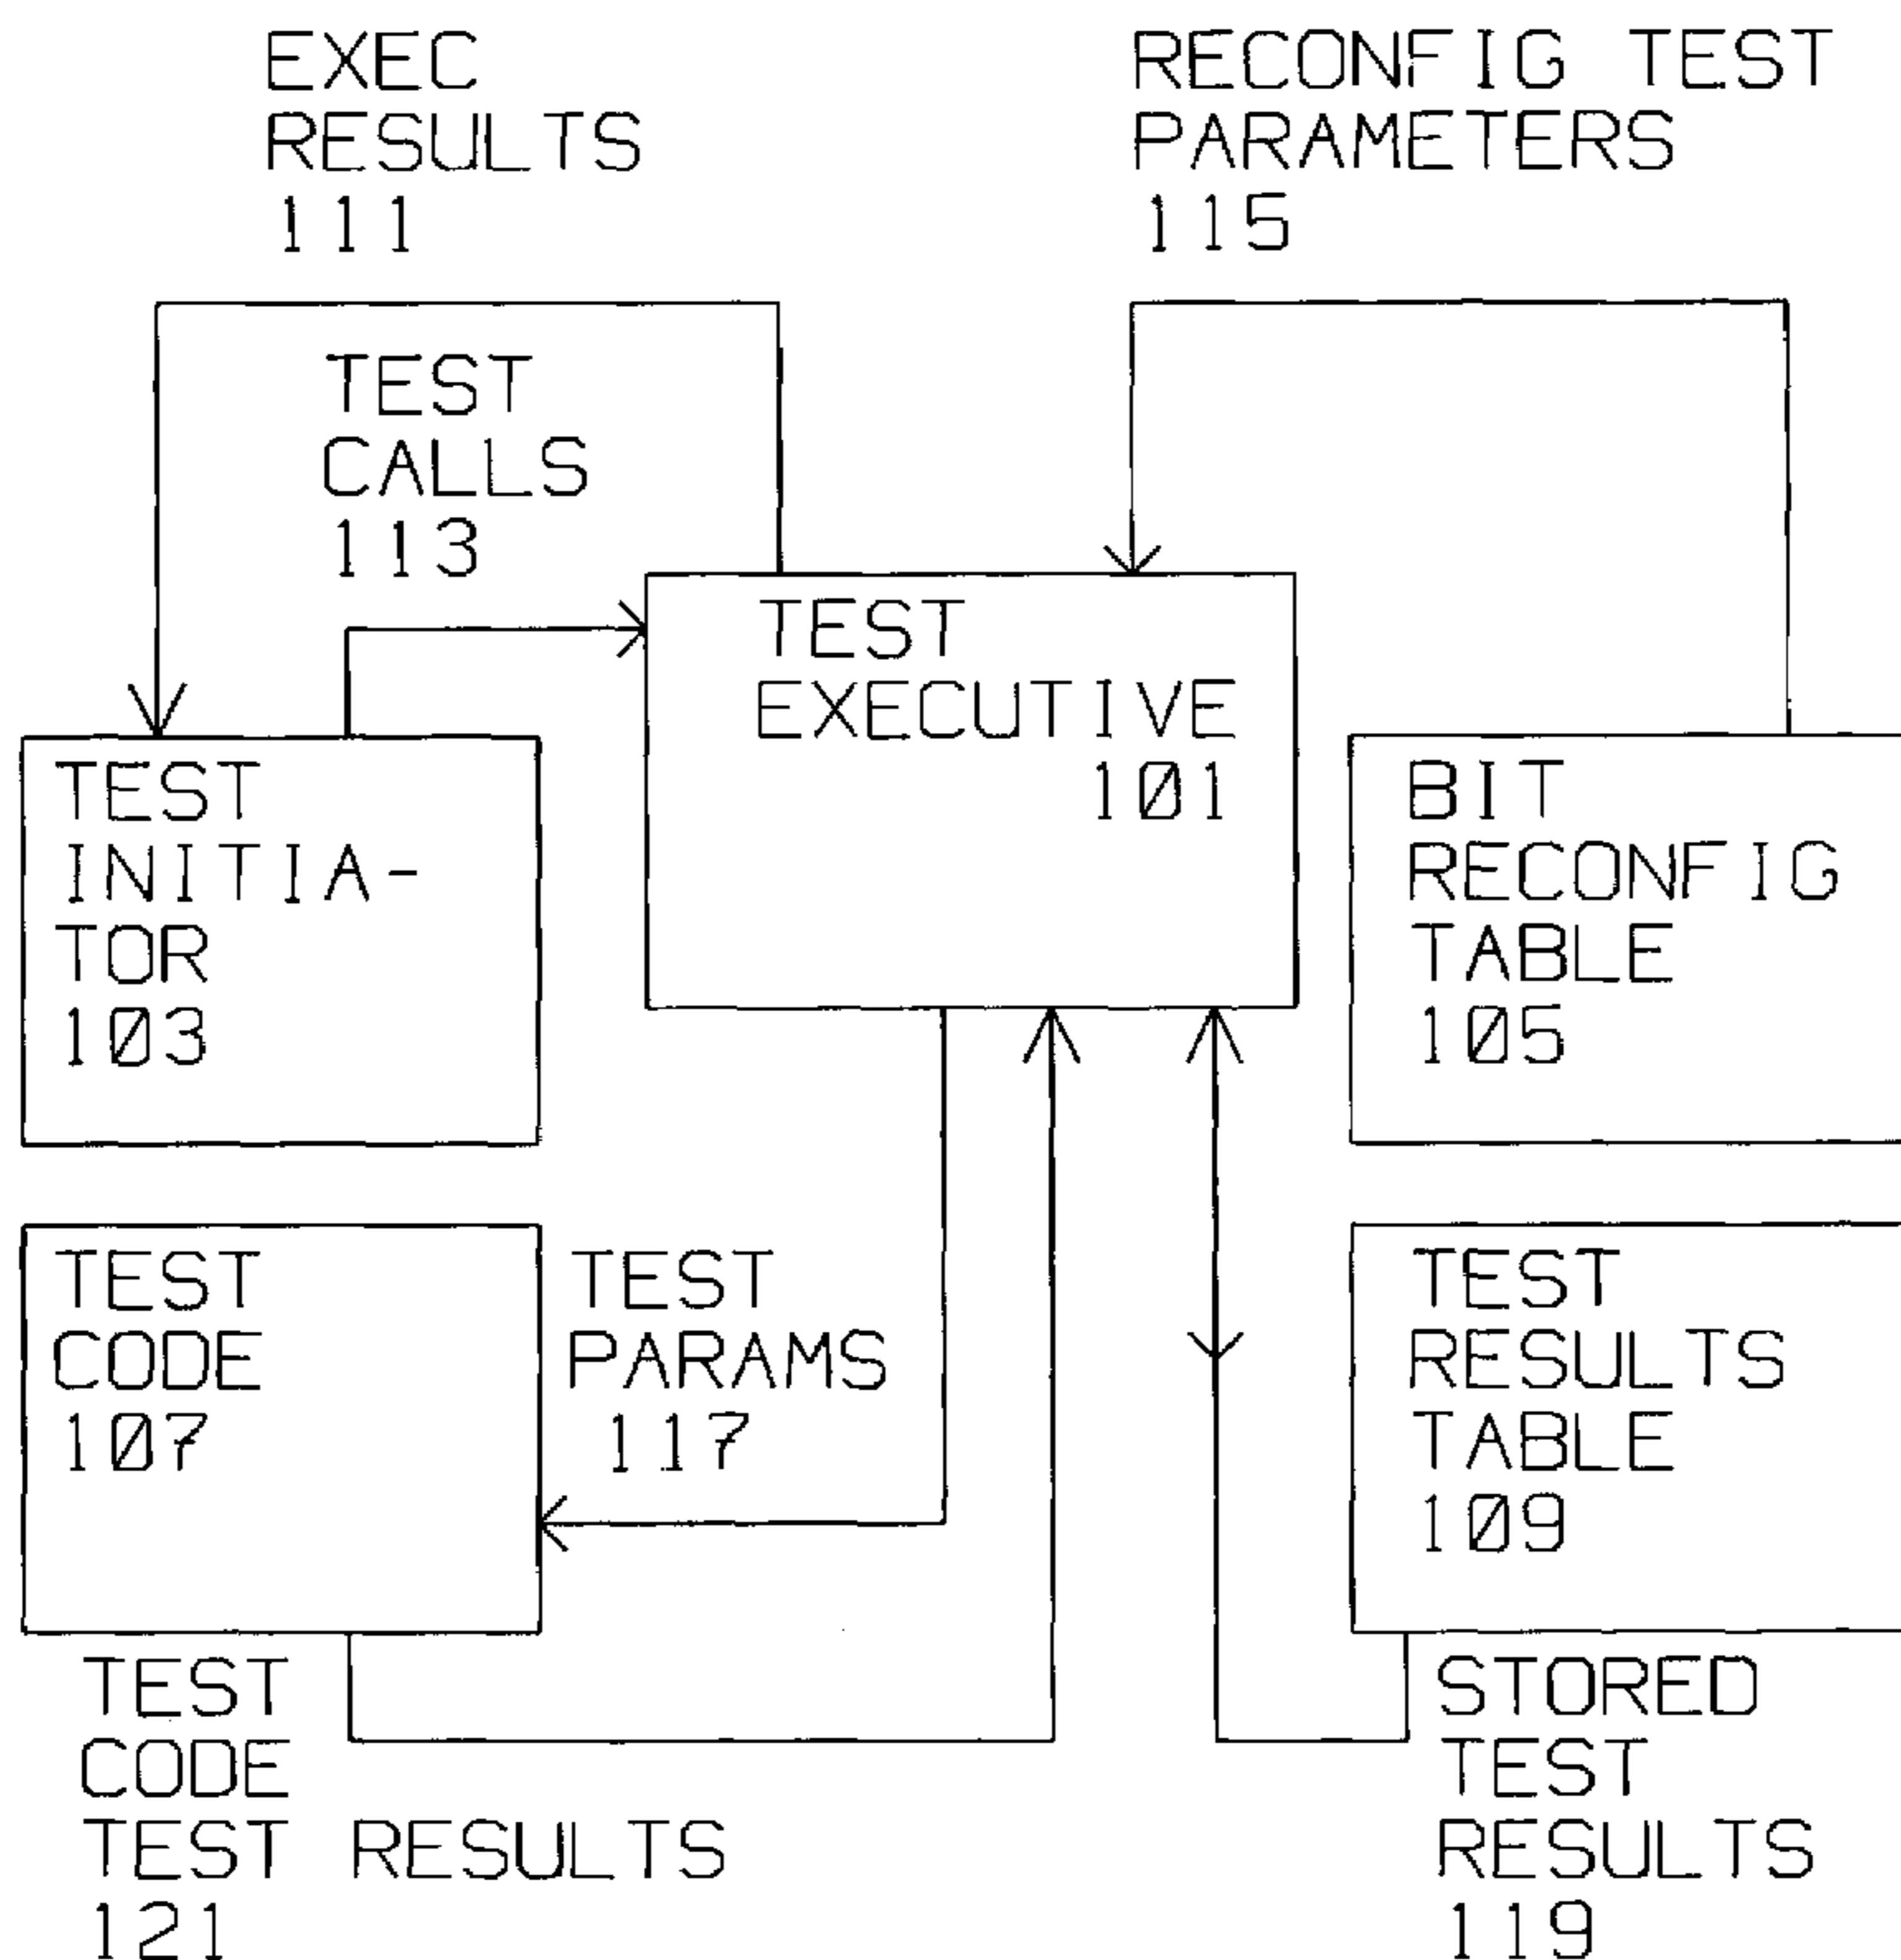 EXEC
RESULTS
111
RECONFIG TEST
PARAMETERS
115
TEST
CALLS
113
TEST
EXECUTIVE
101
TEST
INITIA-
TOR
103
BIT
RECONFIG
TABLE
105
TEST
CODE
107
TEST
PARAMS
117
TEST
RESULTS
TABLE
109
TEST
CODE
TEST RESULTS
121
STORED
TEST
RESULTS
119